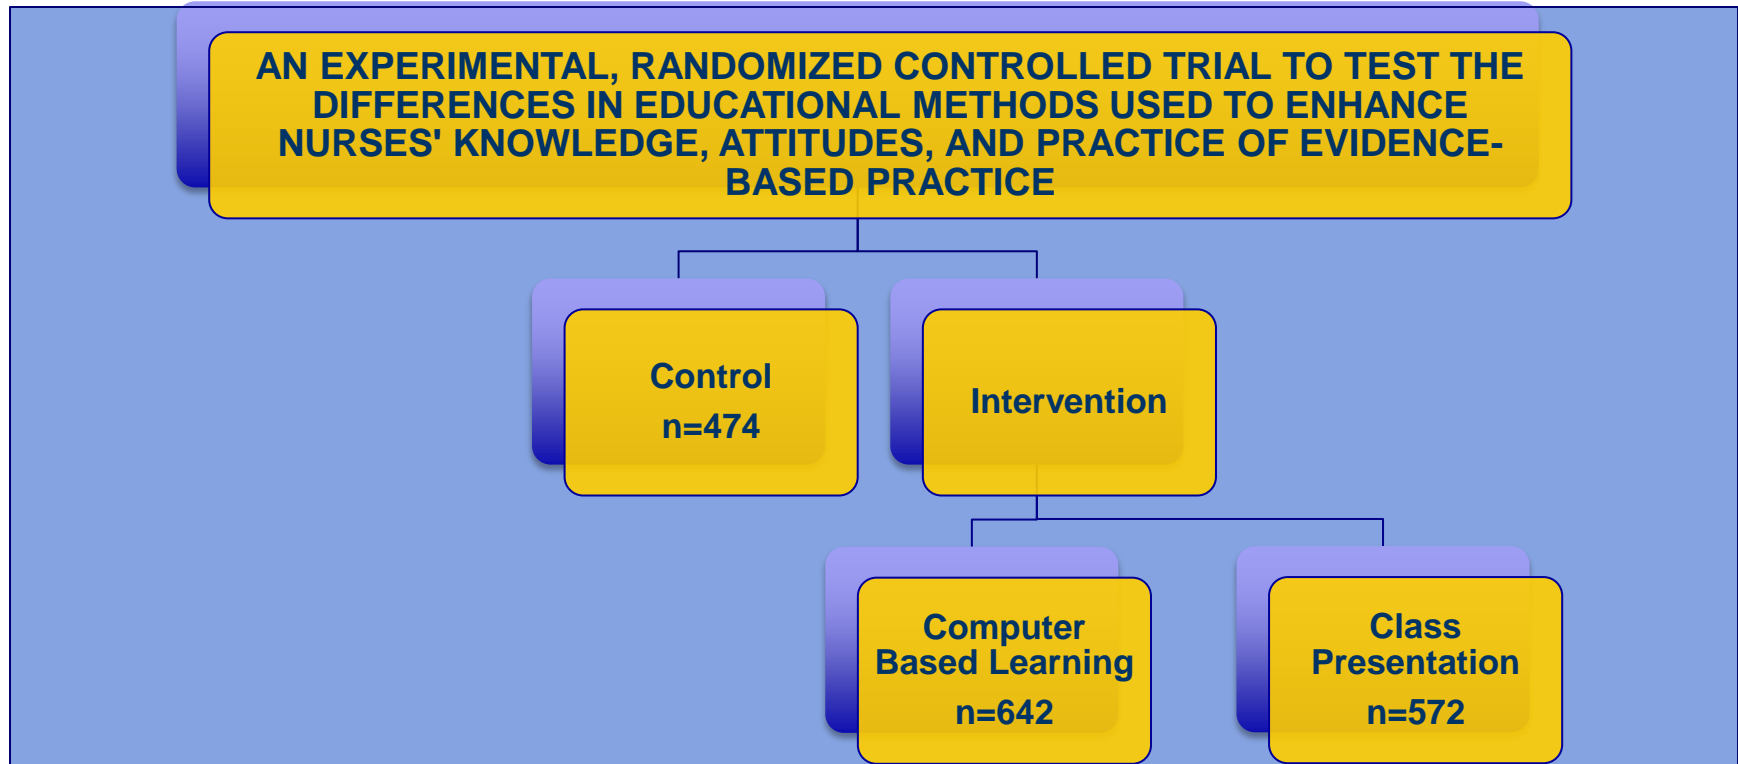 AN EXPERIMENTAL, RANDOMIZED CONTROLLED TRIAL TO TEST THE
DIFFERENCES IN EDUCATIONAL METHODS USED TO ENHANCE
NURSES' KNOWLEDGE, ATTITUDES, AND PRACTICE OF EVIDENCE-
BASED PRACTICE
Control
n=474
Intervention
Computer
Based Learning
n=642
Class
Presentation
n=572